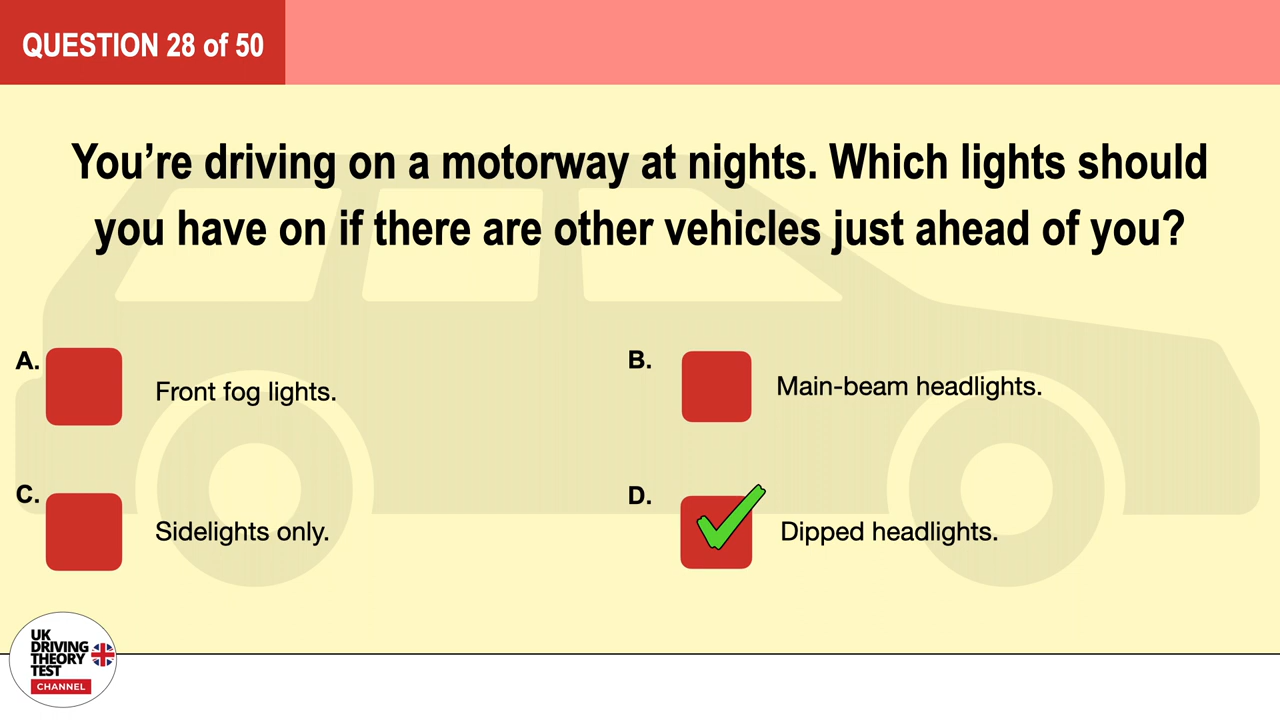 QUESTION 28 of 50
You’re driving on a motorway at nights. Which lights should
you have on if there are other vehicles just ahead of you?
A.
Front fog lights.
B.
Main-beam headlights.
C.
Sidelights only.
D.
Dipped headlights.
UK
DRIVING
THEORY
TEST
CHANNEL